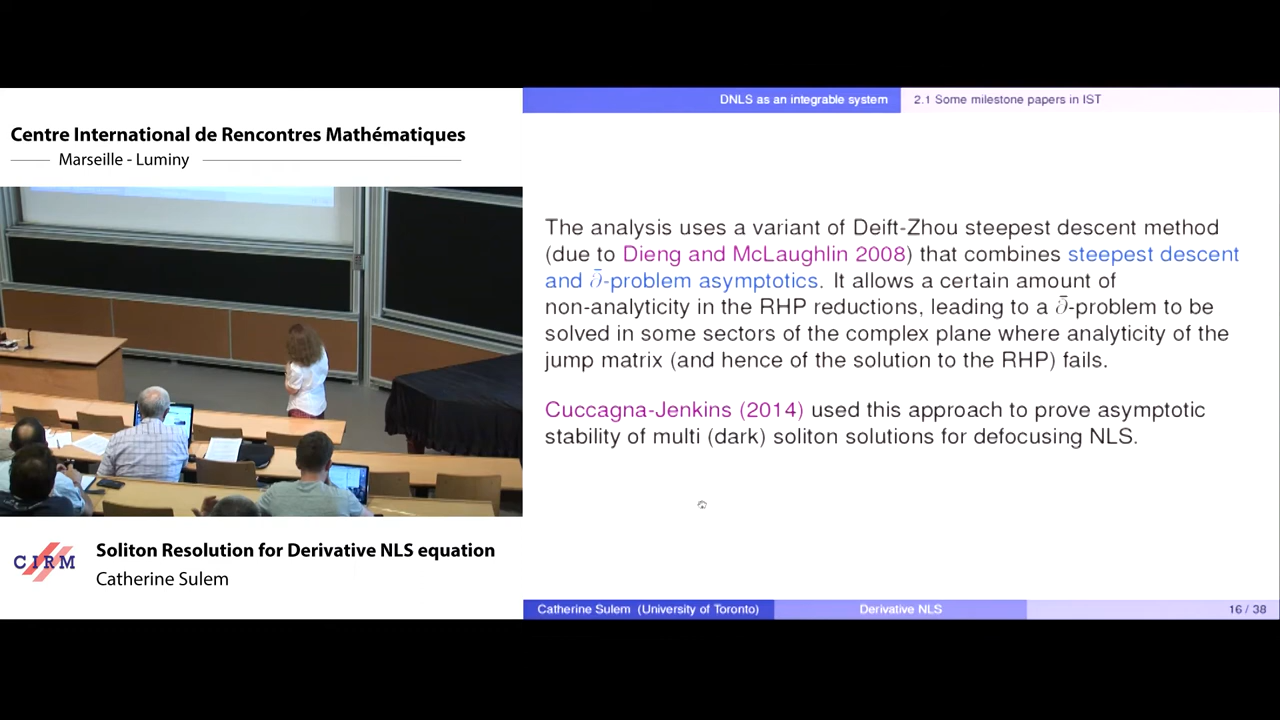 Centre International de Rencontres Mathématiques
Marseille - Luminy
DNLS as an integrable system
2.1 Some milestone papers in IST
The analysis uses a variant of Deift-Zhou steepest descent method
(due to Dieng and McLaughlin 2008) that combines steepest descent
and ∂̄-problem asymptotics. It allows a certain amount of
non-analyticity in the RHP reductions, leading to a ∂̄-problem to be
solved in some sectors of the complex plane where analyticity of the
jump matrix (and hence of the solution to the RHP) fails.
Cuccagna-Jenkins (2014) used this approach to prove asymptotic
stability of multi (dark) soliton solutions for defocusing NLS.
CIRM
Soliton Resolution for Derivative NLS equation
Catherine Sulem
Catherine Sulem (University of Toronto)
Derivative NLS
16 / 38